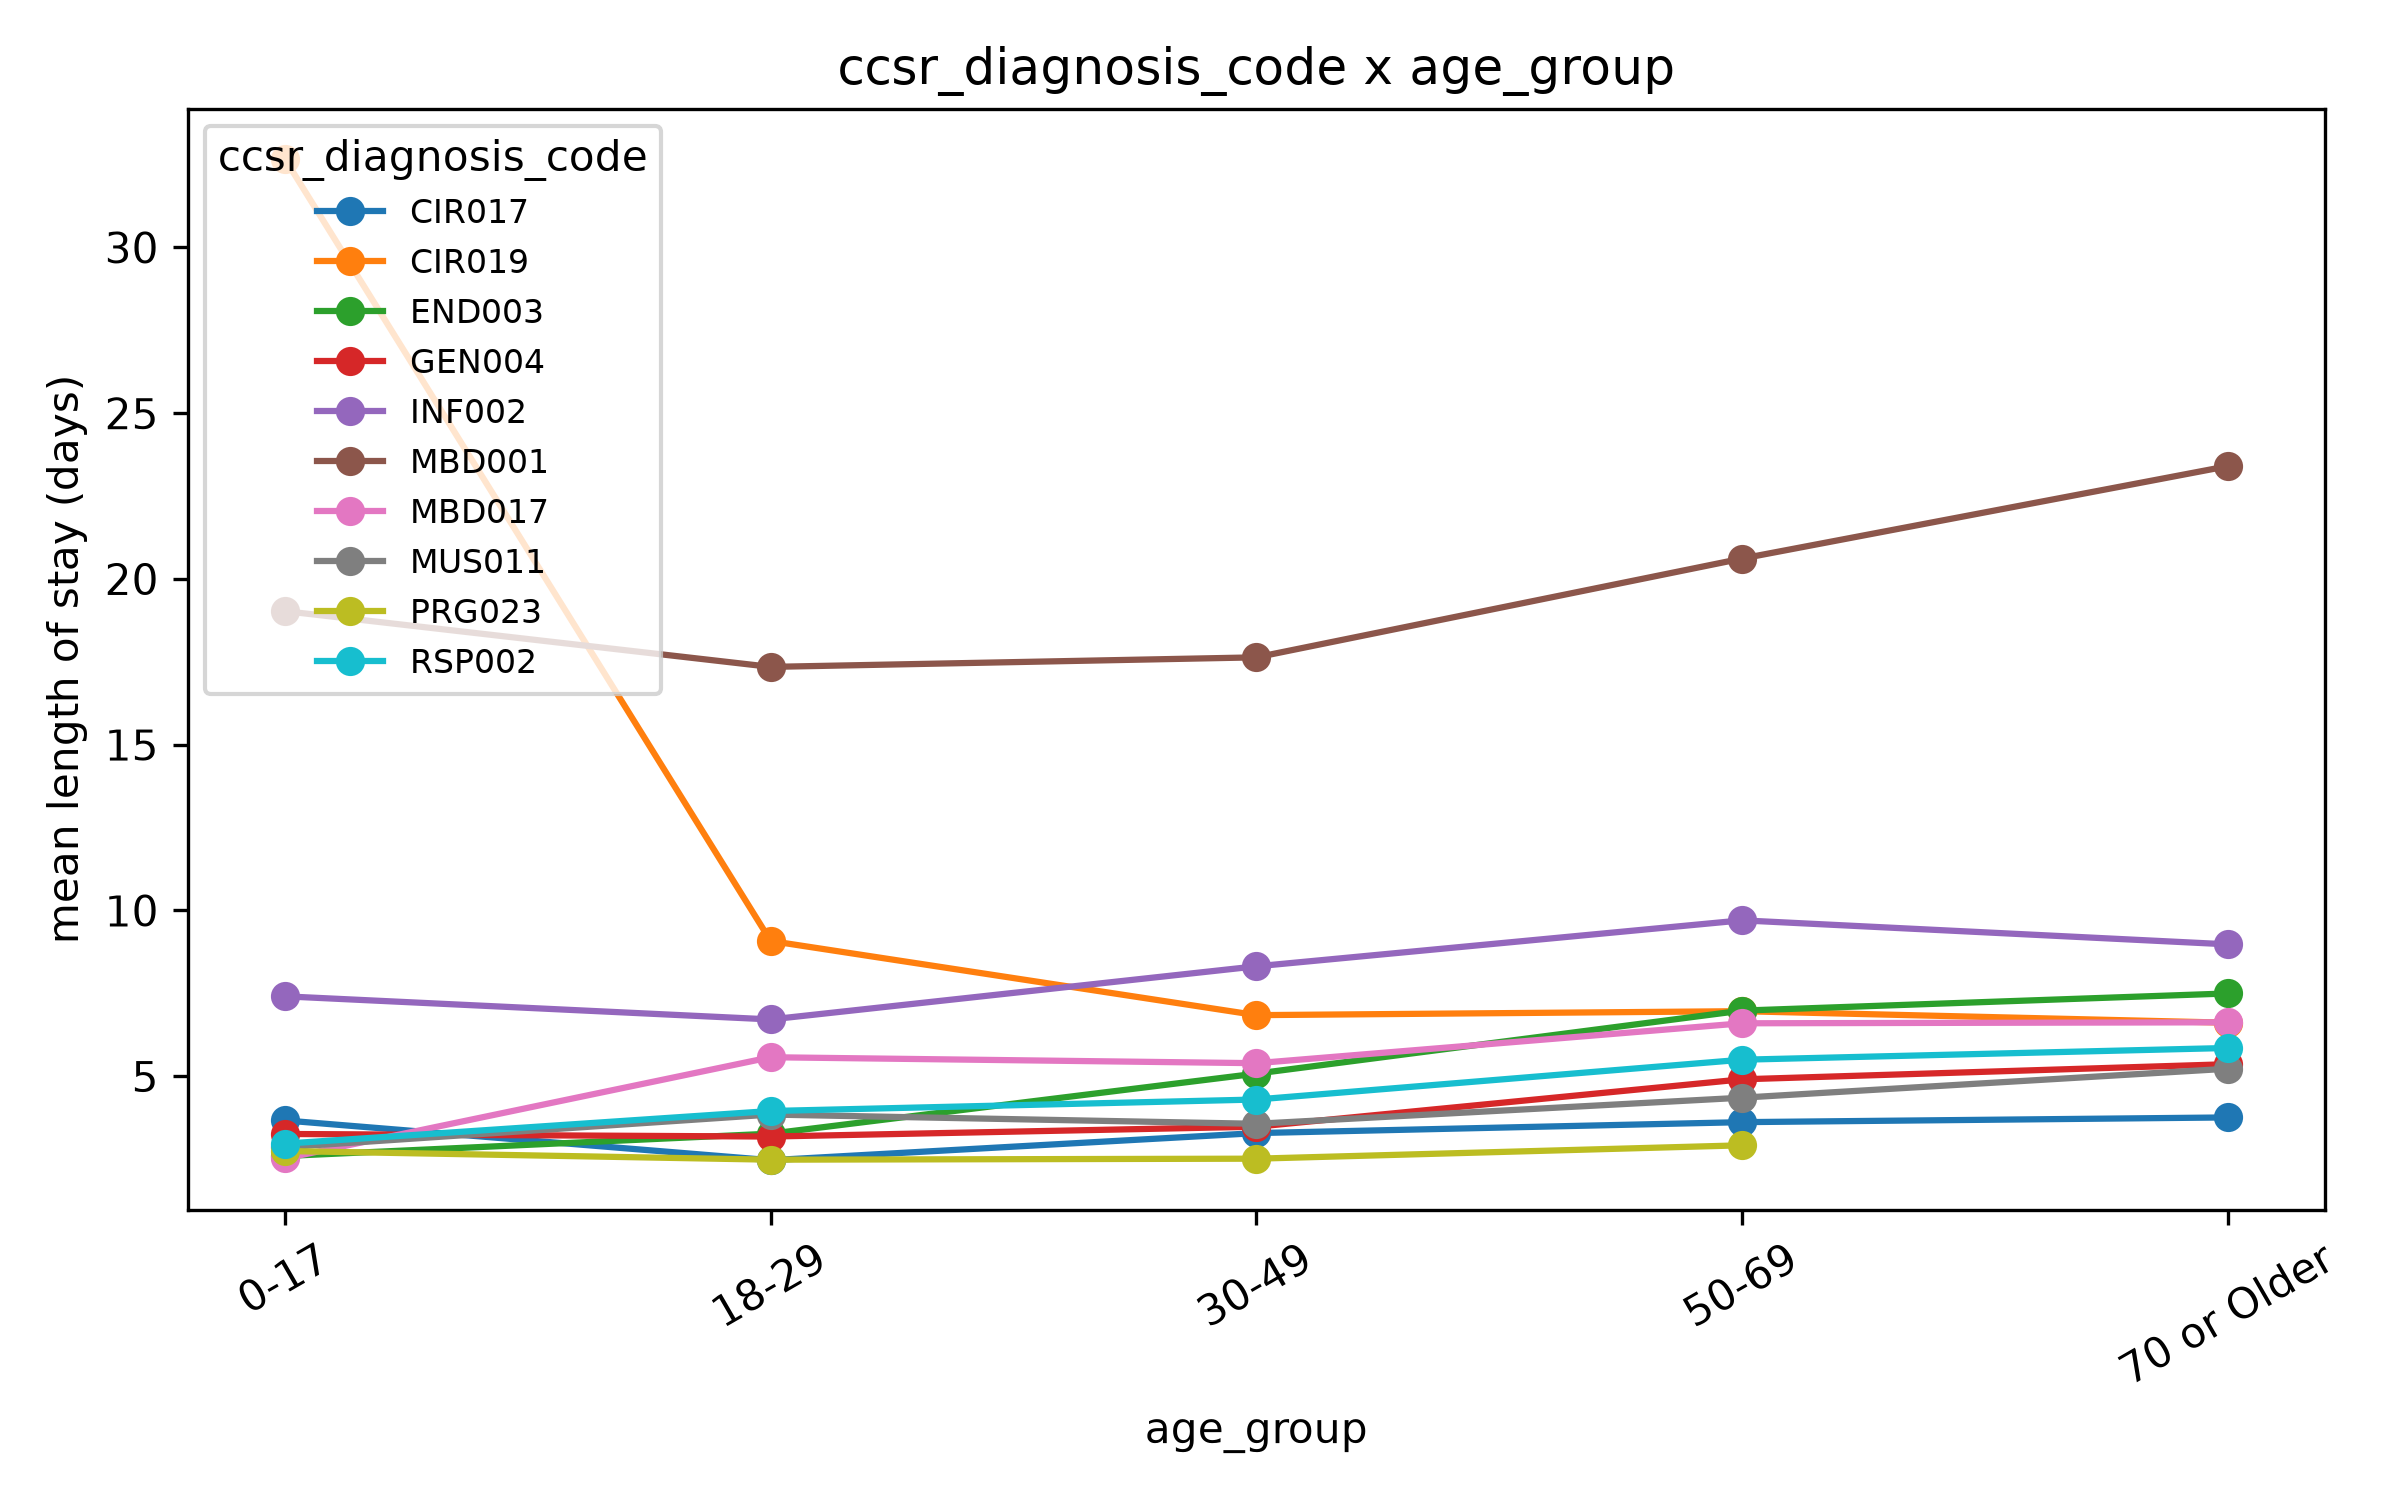 ccsr_diagnosis_code x age_group
mean length of stay (days)
30
25
20
15
10
5
ccsr_diagnosis_code
CIR017
CIR019
END003
GEN004
INF002
MBD001
MBD017
MUS011
PRG023
RSP002
0-17
18-29
30-49
50-69
70 or Older
age_group